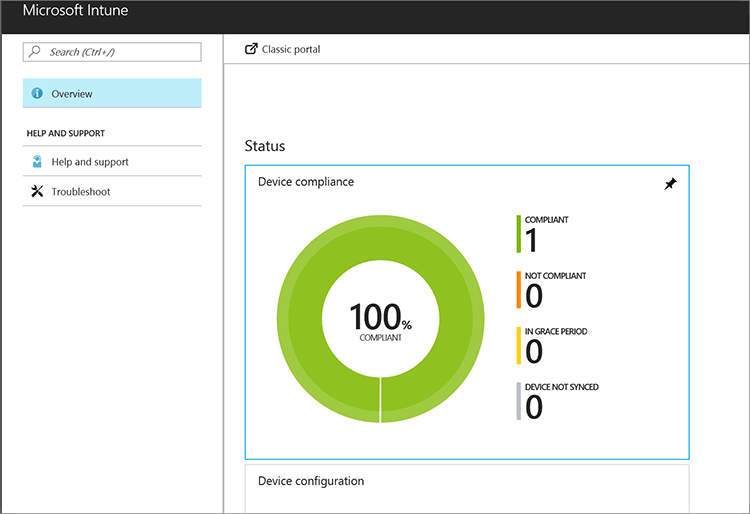 Microsoft Intune
Search (Ctrl+/)
Overview
HELP AND SUPPORT
Help and support
Troubleshoot
Classic portal
Status
Device compliance
100%
COMPLIANT
COMPLIANT
1
NOT COMPLIANT
0
IN GRACE PERIOD
0
DEVICE NOT SYNCED
0
Device configuration